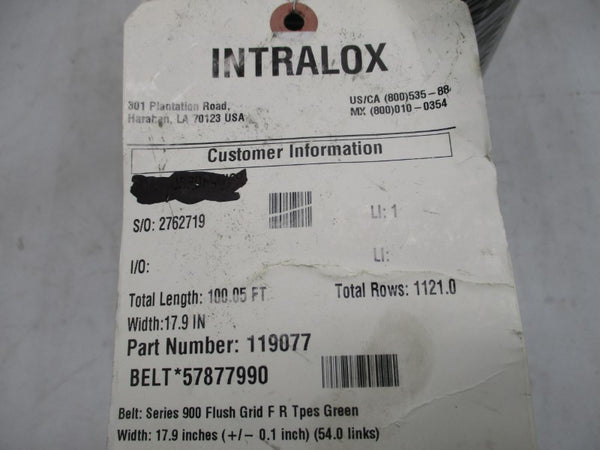 INTRALOX
301 Plantation Road,
Harahan, LA 70123 USA
US/CA (800)535-88
MX (800)010-0354
Customer Information
S/O: 2762719
LI: 1
I/O:
LI:
Total Length: 100.05 FT
Total Rows: 1121.0
Width:17.9 IN
Part Number: 119077
BELT*57877990
Belt: Series 900 Flush Grid F R Tpes Green
Width: 17.9 inches (+/- 0.1 inch) (54.0 links)